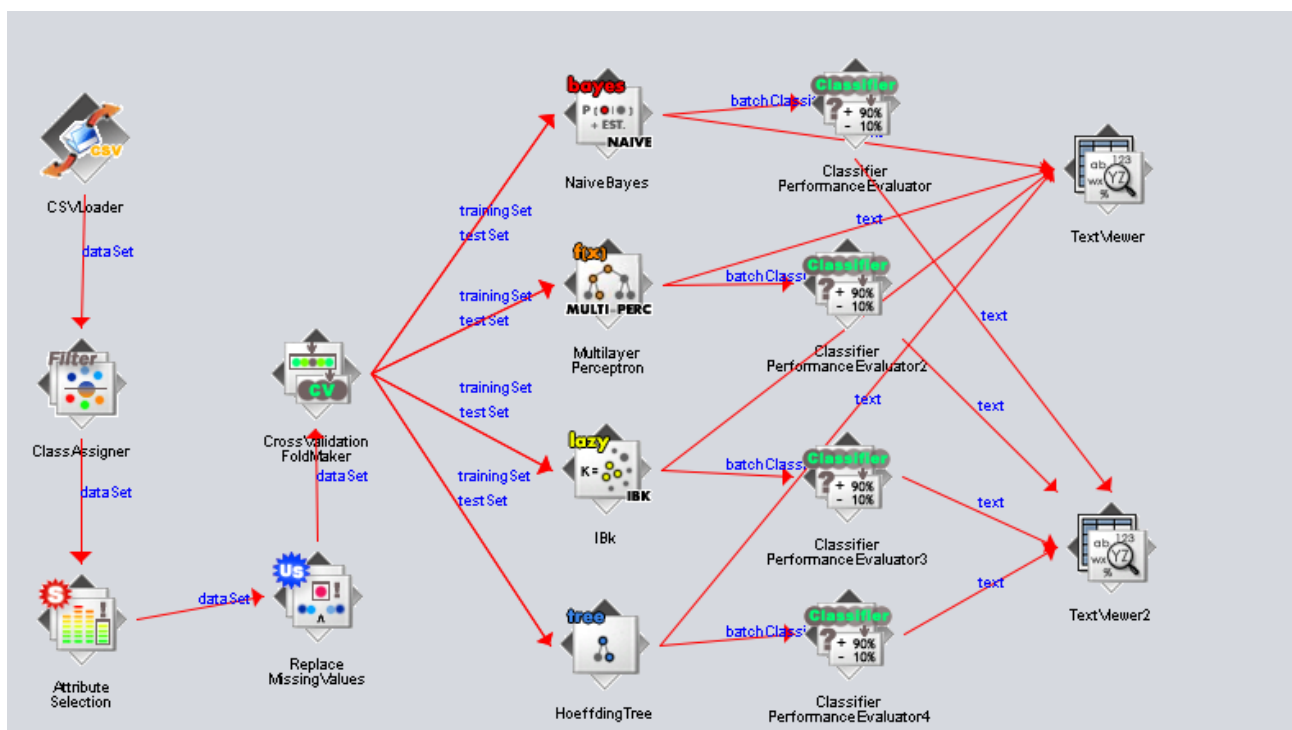 CSV
CSVLoader
dataSet
Filter
ClassAssigner
dataSet
S
!
Attribute
Selection
dataSet
Us
!
Replace
MissingValues
dataSet
CV
CrossValidation
FoldMaker
trainingSet
testSet
trainingSet
testSet
trainingSet
testSet
trainingSet
testSet
bayes
+ EST.
NAIVE
NaiveBayes
f(x)
MULTI-PERC
Multilayer
Perceptron
lazy
K=
IBK
IBk
tree
HoeffdingTree
batchClassi
Classifier
? + 90%
- 10%
Classifier
PerformanceEvaluator
text
batchClass
Classifier
? + 90%
- 10%
Classifier
PerformanceEvaluator2
text
batchClass
Classifier
? + 90%
- 10%
Classifier
PerformanceEvaluator3
batchClass
Classifier
? + 90%
- 10%
Classifier
PerformanceEvaluator4
text
text
text
text
ab 123
wx YZ
%
TextViewer
ab 123
wx YZ
%
TextViewer2